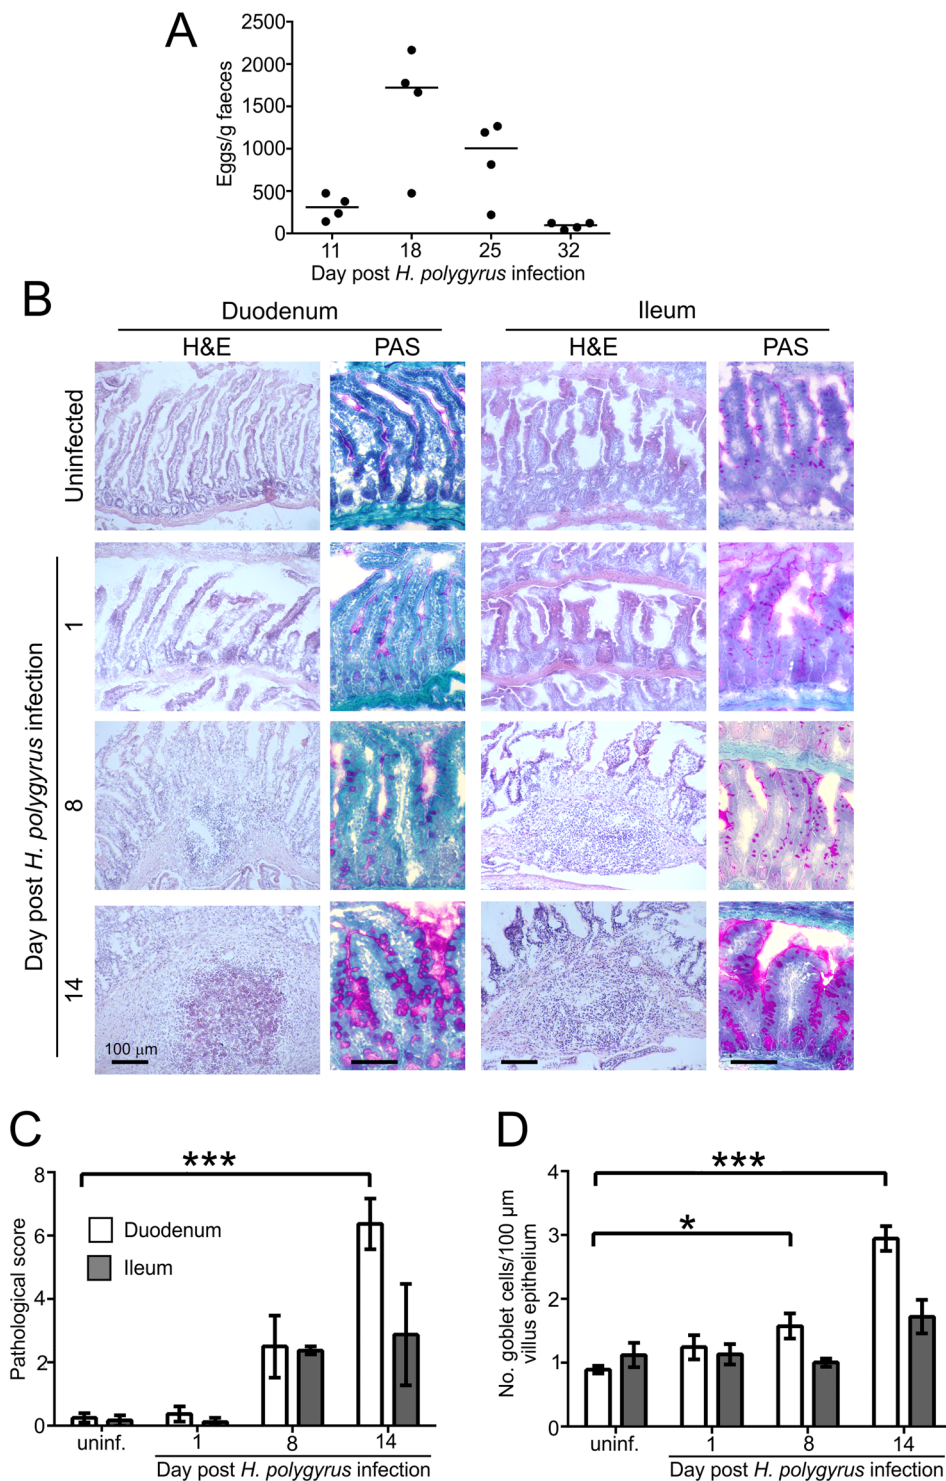 A
2500
2000
1500
1000
500
0
Eggs/g faeces
11 18 25 32
Day post H. polygyrus infection
B
Duodenum Ileum
H&E PAS H&E PAS
Uninfected
Day post H. polygyrus infection
1
8
14
100 µm
C
***
8
6
4
2
0
Pathological score
Duodenum
Ileum
uninf. 1 8 14
Day post H. polygyrus infection
D
***
*
4
3
2
1
0
No. goblet cells/100 µm
villus epithelium
uninf. 1 8 14
Day post H. polygyrus infection